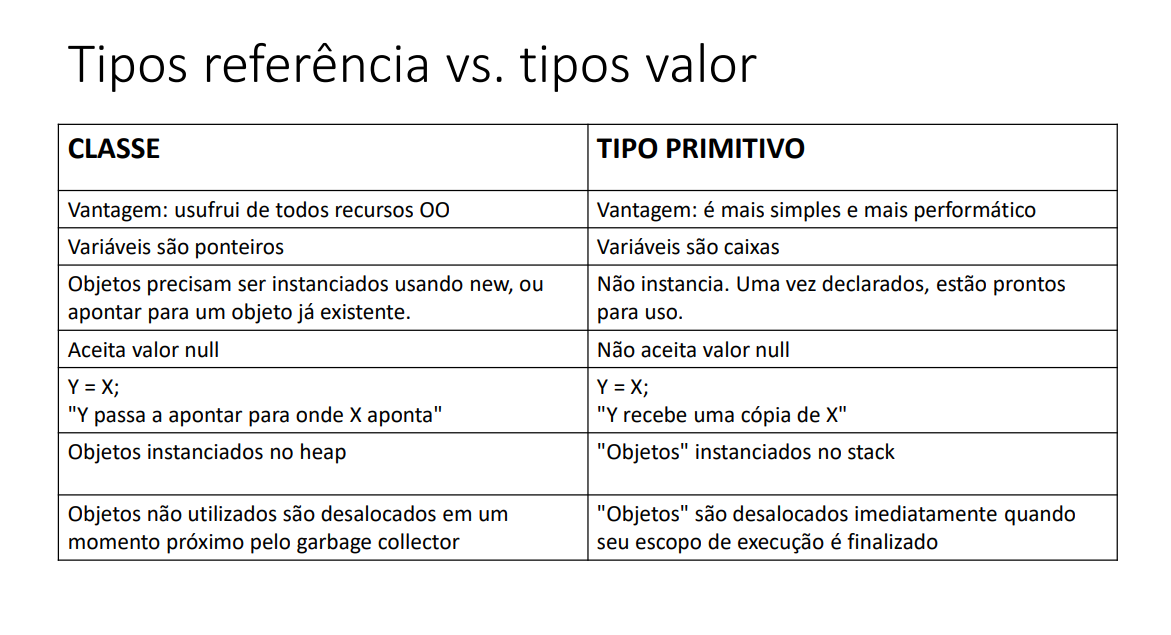 Tipos referência vs. tipos valor
CLASSE
TIPO PRIMITIVO
Vantagem: usufrui de todos recursos OO
Vantagem: é mais simples e mais performático
Variáveis são ponteiros
Variáveis são caixas
Objetos precisam ser instanciados usando new, ou
apontar para um objeto já existente.
Não instancia. Uma vez declarados, estão prontos
para uso.
Aceita valor null
Não aceita valor null
Y = X;
"Y passa a apontar para onde X aponta"
Y = X;
"Y recebe uma cópia de X"
Objetos instanciados no heap
"Objetos" instanciados no stack
Objetos não utilizados são desalocados em um
momento próximo pelo garbage collector
"Objetos" são desalocados imediatamente quando
seu escopo de execução é finalizado